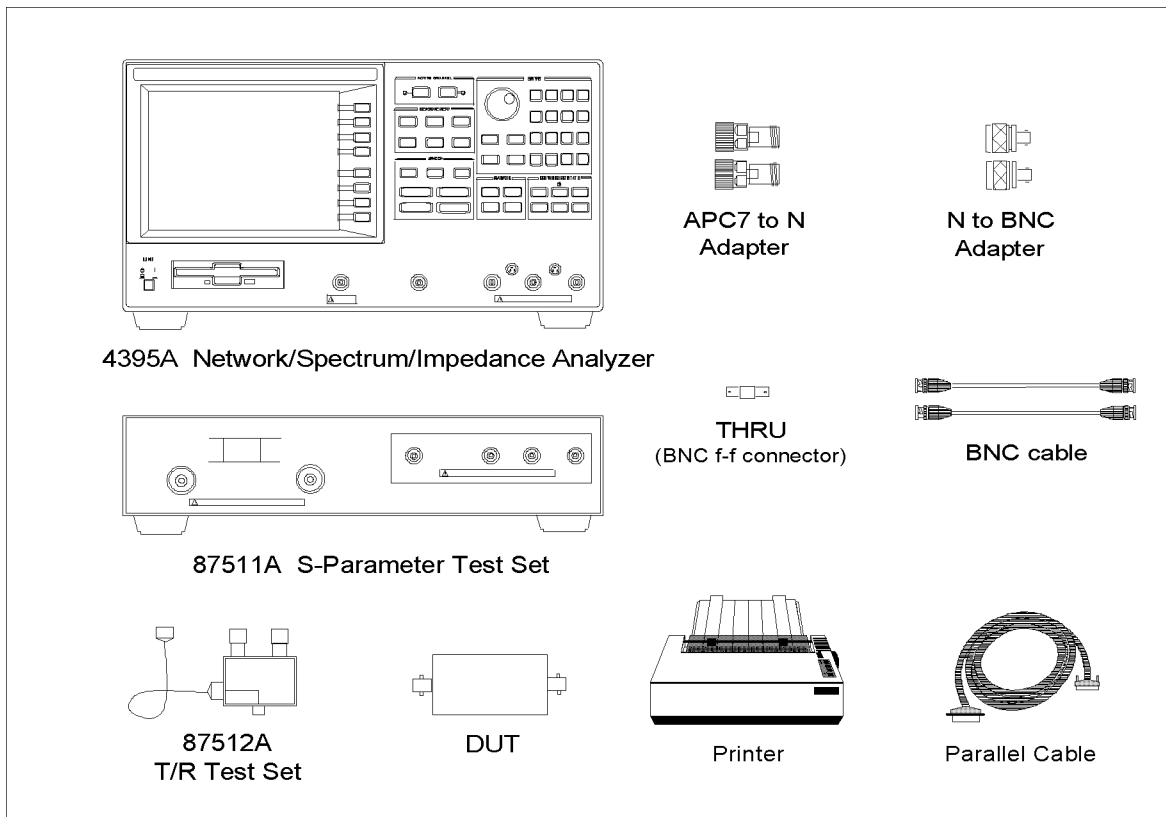 APC7 to N
Adapter
N to BNC
Adapter
4395A Network/Spectrum/Impedance Analyzer
THRU
(BNC f-f connector)
BNC cable
87511A S-Parameter Test Set
87512A
T/R Test Set
DUT
Printer
Parallel Cable